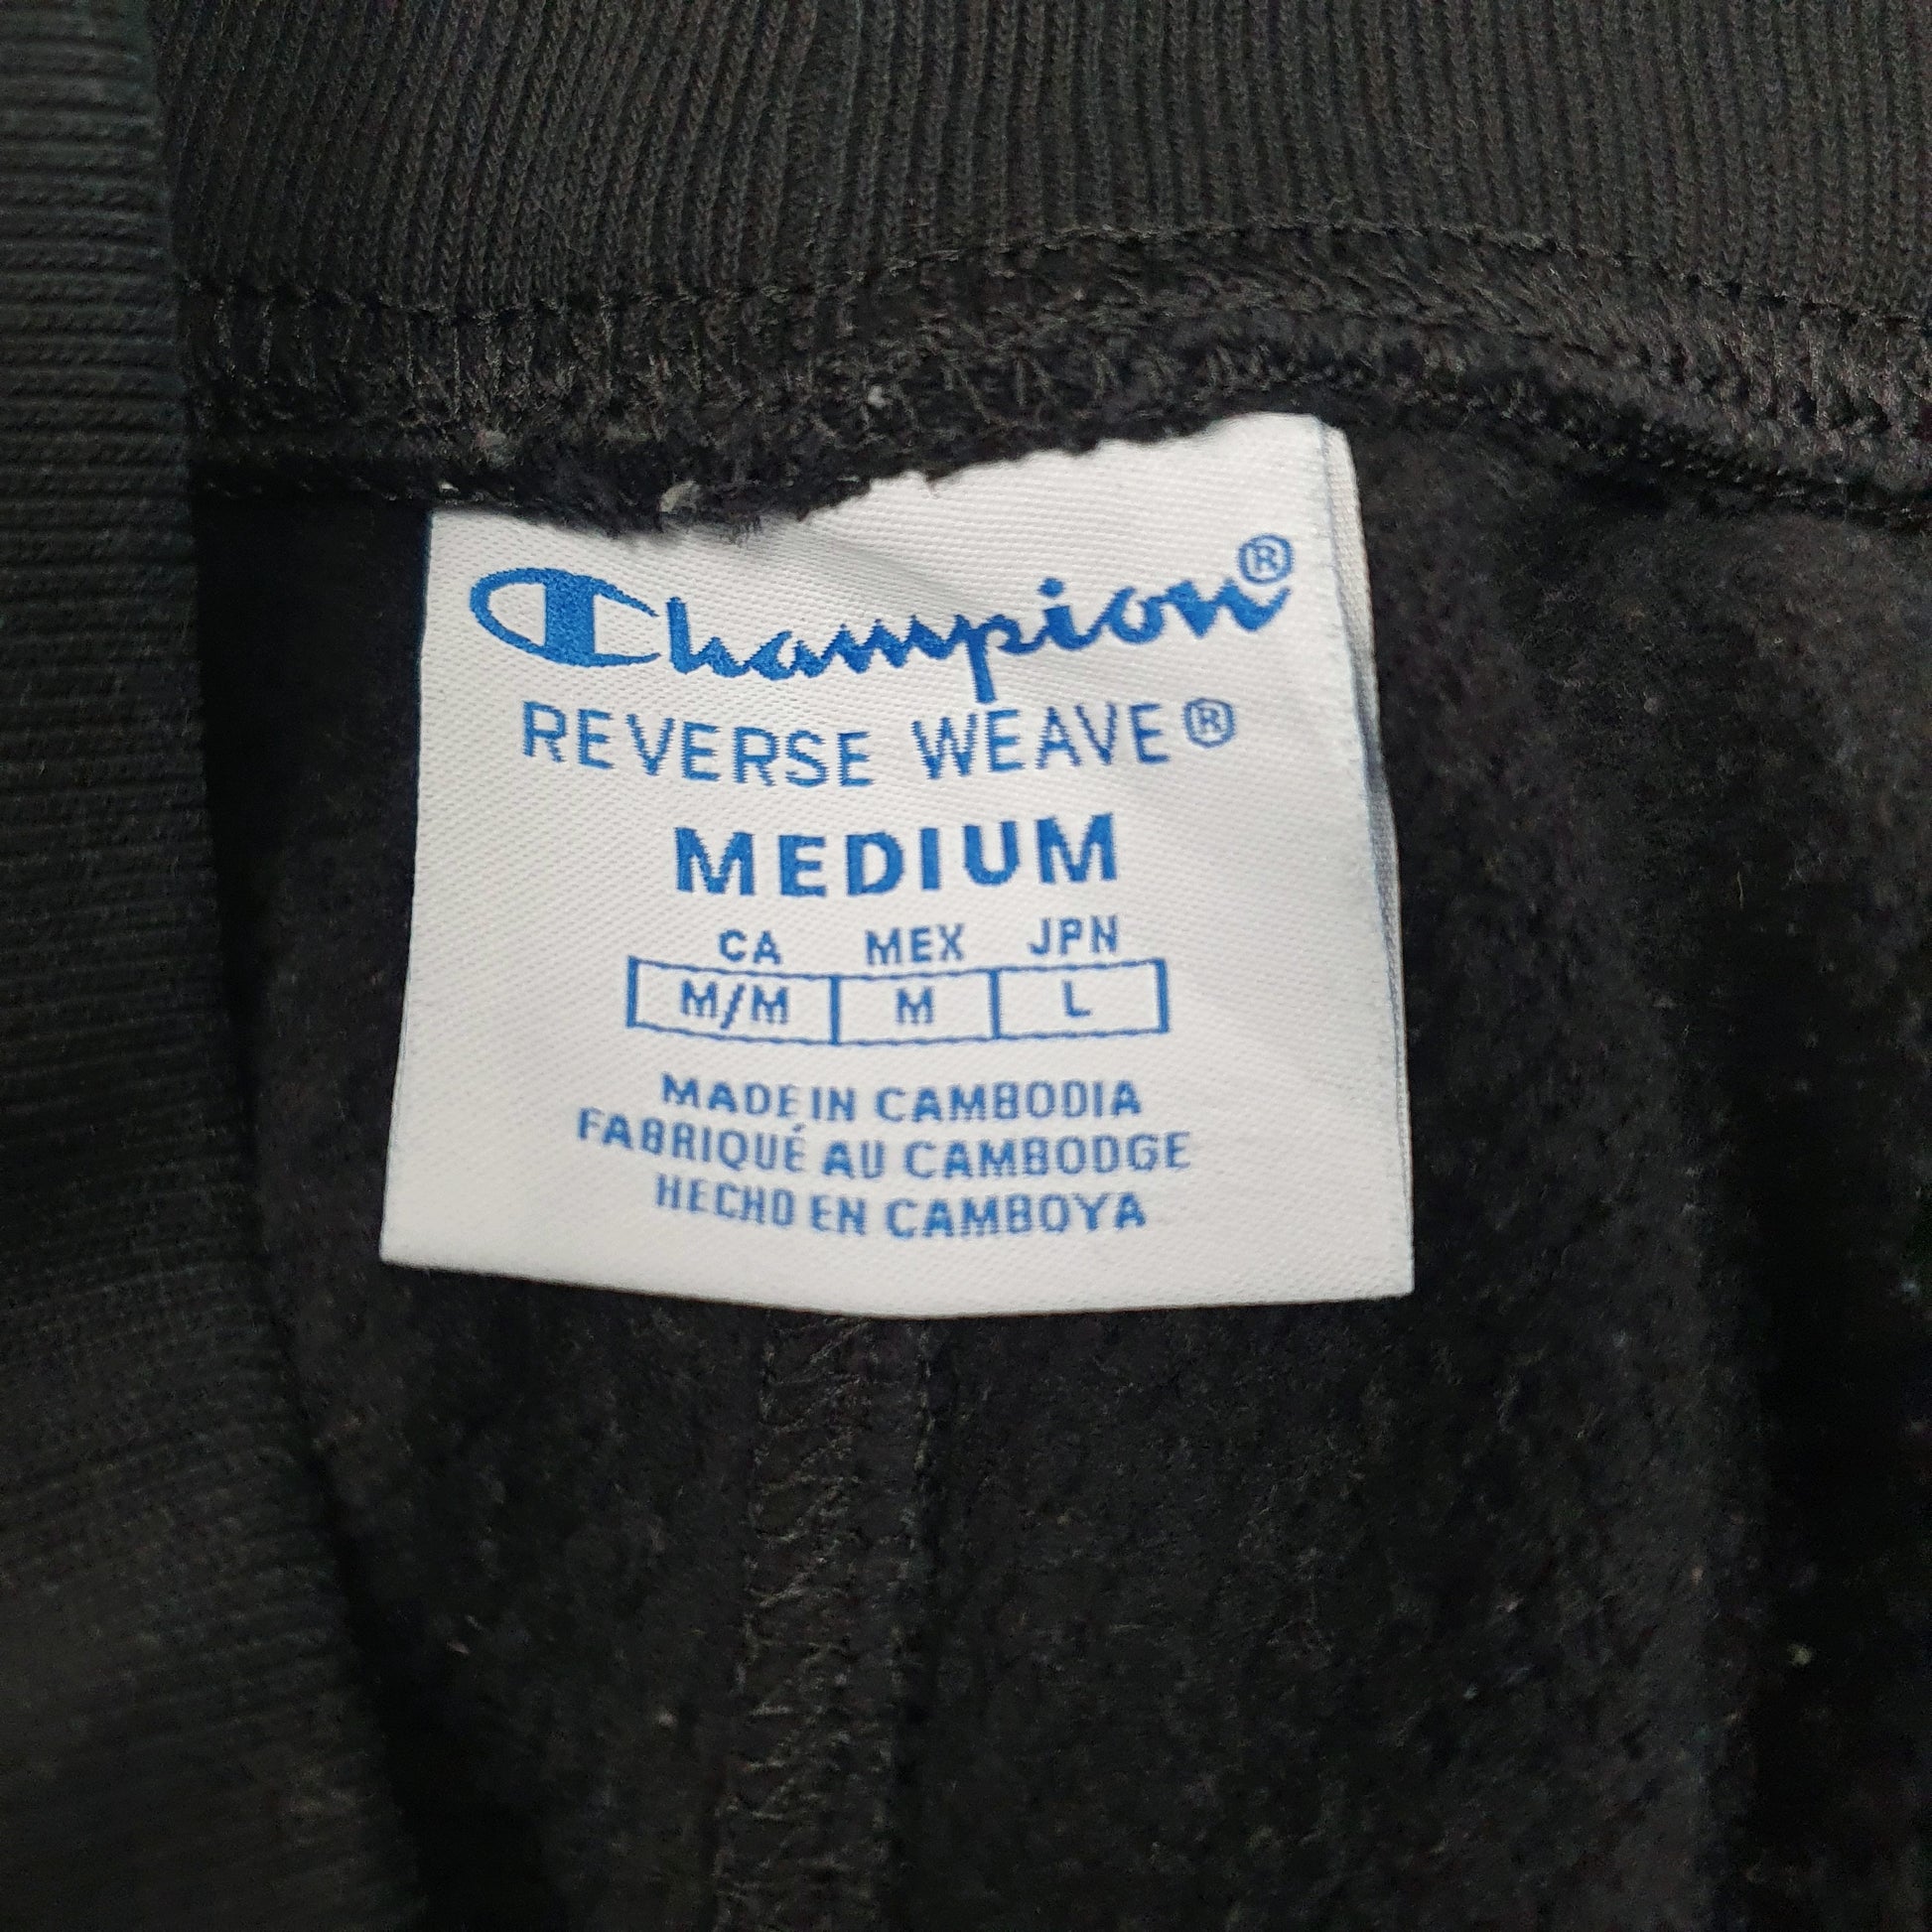 Champion®
REVERSE WEAVE®
MEDIUM
CA MEX JPN
M/M M L
MADE IN CAMBODIA
FABRIQUÉ AU CAMBODGE
HECHO EN CAMBOYA